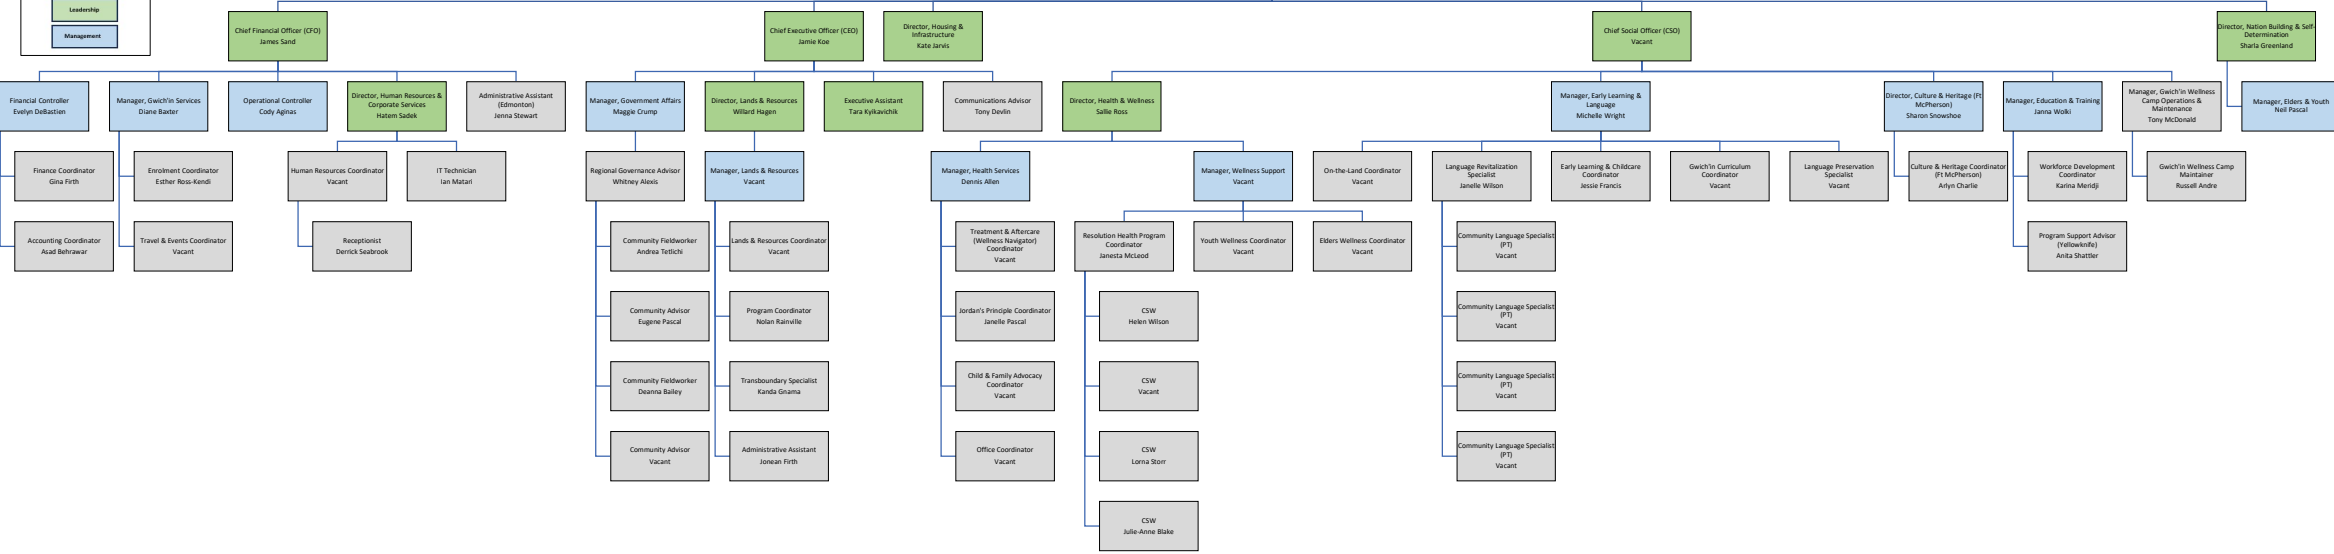 Leadership
Management
Chief Financial Officer (CFO)
James Sand
Chief Executive Officer (CEO)
Jamie Koe
Director, Housing &
Infrastructure
Kate Jarvis
Chief Social Officer (CSO)
Vacant
Director, Nation Building & Self-
Determination
Sharla Greenland
Financial Controller
Evelyn DeBastien
Manager, Gwich'in Services
Diane Baxter
Operational Controller
Cody Aginas
Director, Human Resources &
Corporate Services
Hatem Sadek
Administrative Assistant
(Edmonton)
Jenna Stewart
Manager, Government Affairs
Maggie Crump
Director, Lands & Resources
Willard Hagen
Executive Assistant
Tara Kyikavichik
Communications Advisor
Tony Devlin
Director, Health & Wellness
Sallie Ross
Manager, Early Learning &
Language
Michelle Wright
Director, Culture & Heritage (Ft
McPherson)
Sharon Snowshoe
Manager, Education & Training
Janna Wolki
Manager, Gwich'in Wellness
Camp Operations &
Maintenance
Tony McDonald
Manager, Elders & Youth
Neil Pascal
Finance Coordinator
Gina Firth
Enrolment Coordinator
Esther Ross-Kendi
Human Resources Coordinator
Vacant
IT Technician
Ian Matari
Regional Governance Advisor
Whitney Alexis
Manager, Lands & Resources
Vacant
Manager, Health Services
Dennis Allen
Manager, Wellness Support
Vacant
On-the-Land Coordinator
Vacant
Language Revitalization
Specialist
Janelle Wilson
Early Learning & Childcare
Coordinator
Jessie Francis
Gwich'in Curriculum
Coordinator
Vacant
Language Preservation
Specialist
Vacant
Culture & Heritage Coordinator
(Ft McPherson)
Arlyn Charlie
Workforce Development
Coordinator
Karina Meridji
Gwich'in Wellness Camp
Maintainer
Russell Andre
Accounting Coordinator
Asad Behrawar
Travel & Events Coordinator
Vacant
Receptionist
Derrick Seabrook
Community Fieldworker
Andrea Tetlichi
Lands & Resources Coordinator
Vacant
Treatment & Aftercare
(Wellness Navigator)
Coordinator
Vacant
Resolution Health Program
Coordinator
Janesta McLeod
Youth Wellness Coordinator
Vacant
Elders Wellness Coordinator
Vacant
Community Language Specialist
(PT)
Vacant
Program Support Advisor
(Yellowknife)
Anita Shattler
Community Advisor
Eugene Pascal
Program Coordinator
Nolan Rainville
Jordan's Principle Coordinator
Janelle Pascal
CSW
Helen Wilson
Community Language Specialist
(PT)
Vacant
Community Fieldworker
Deanna Bailey
Transboundary Specialist
Kanda Gnama
Child & Family Advocacy
Coordinator
Vacant
CSW
Vacant
Community Language Specialist
(PT)
Vacant
Community Advisor
Vacant
Administrative Assistant
Jonean Firth
Office Coordinator
Vacant
CSW
Lorna Storr
Community Language Specialist
(PT)
Vacant
CSW
Julie-Anne Blake